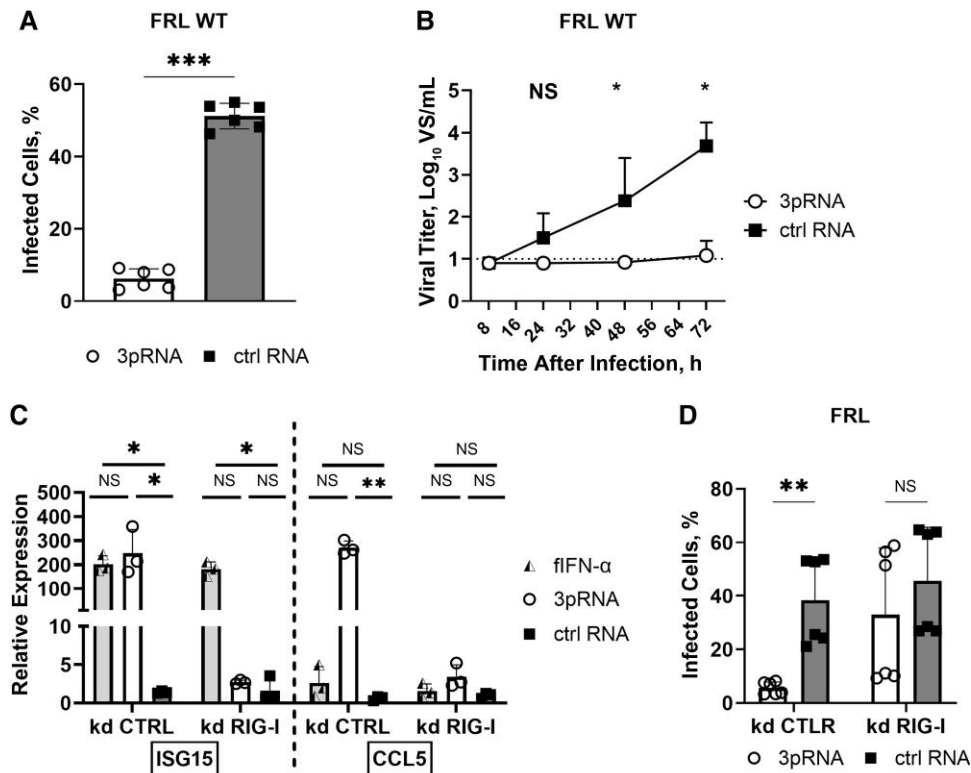 A
FRL WT
***
Infected Cells, %
60
40
20
0
3pRNA
ctrl RNA
B
FRL WT
NS
*
*
Viral Titer, Log10 VS/mL
5
4
3
2
1
0
8
16
24
32
40
48
56
64
72
Time After Infection, h
3pRNA
ctrl RNA
C
*
*
NS
NS
NS
*
NS
NS
NS
**
NS
NS
Relative Expression
500
400
300
200
100
10
5
0
kd CTRL
kd RIG-I
kd CTRL
kd RIG-I
ISG15
CCL5
fIFN-α
3pRNA
ctrl RNA
D
FRL
**
NS
Infected Cells, %
80
60
40
20
0
kd CTLR
kd RIG-I
3pRNA
ctrl RNA